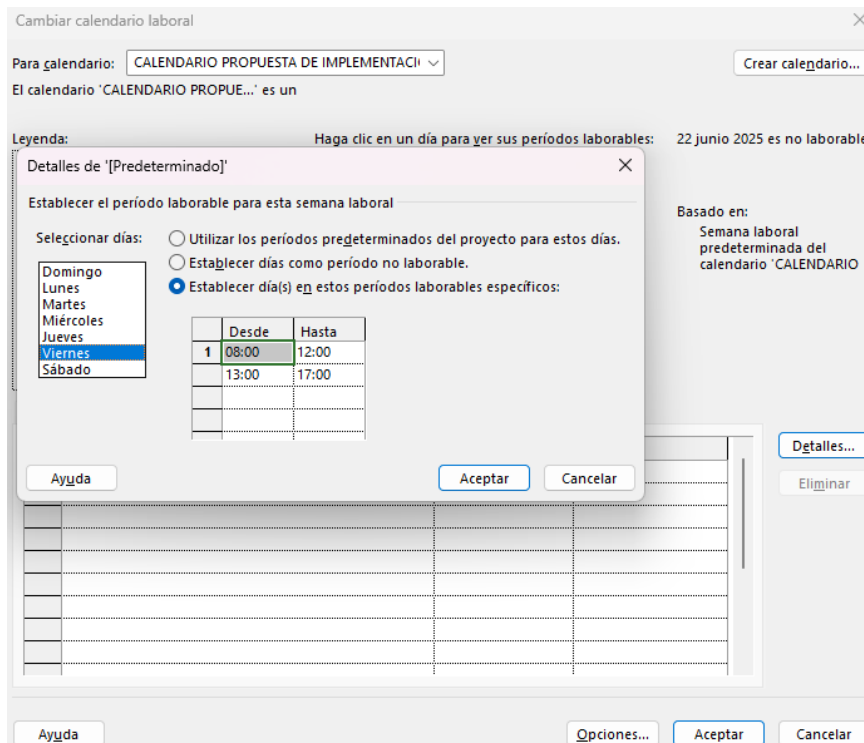 Cambiar calendario laboral
Para calendario: CALENDARIO PROPUESTA DE IMPLEMENTACI
Crear calendario...
El calendario 'CALENDARIO PROPUE...' es un
Leyenda:
Haga clic en un día para ver sus períodos laborables:
22 junio 2025 es no laborable
Detalles de '[Predeterminado]'
Establecer el período laborable para esta semana laboral
Seleccionar días:
Domingo
Lunes
Martes
Miércoles
Jueves
Viernes
Sábado
Utilizar los períodos predeterminados del proyecto para estos días.
Establecer días como período no laborable.
Establecer día(s) en estos períodos laborables específicos:
Desde Hasta
1 08:00 12:00
13:00 17:00
Ayuda
Aceptar
Cancelar
Basado en:
Semana laboral
predeterminada del
calendario 'CALENDARIO
Detalles...
Eliminar
Ayuda
Opciones...
Aceptar
Cancelar